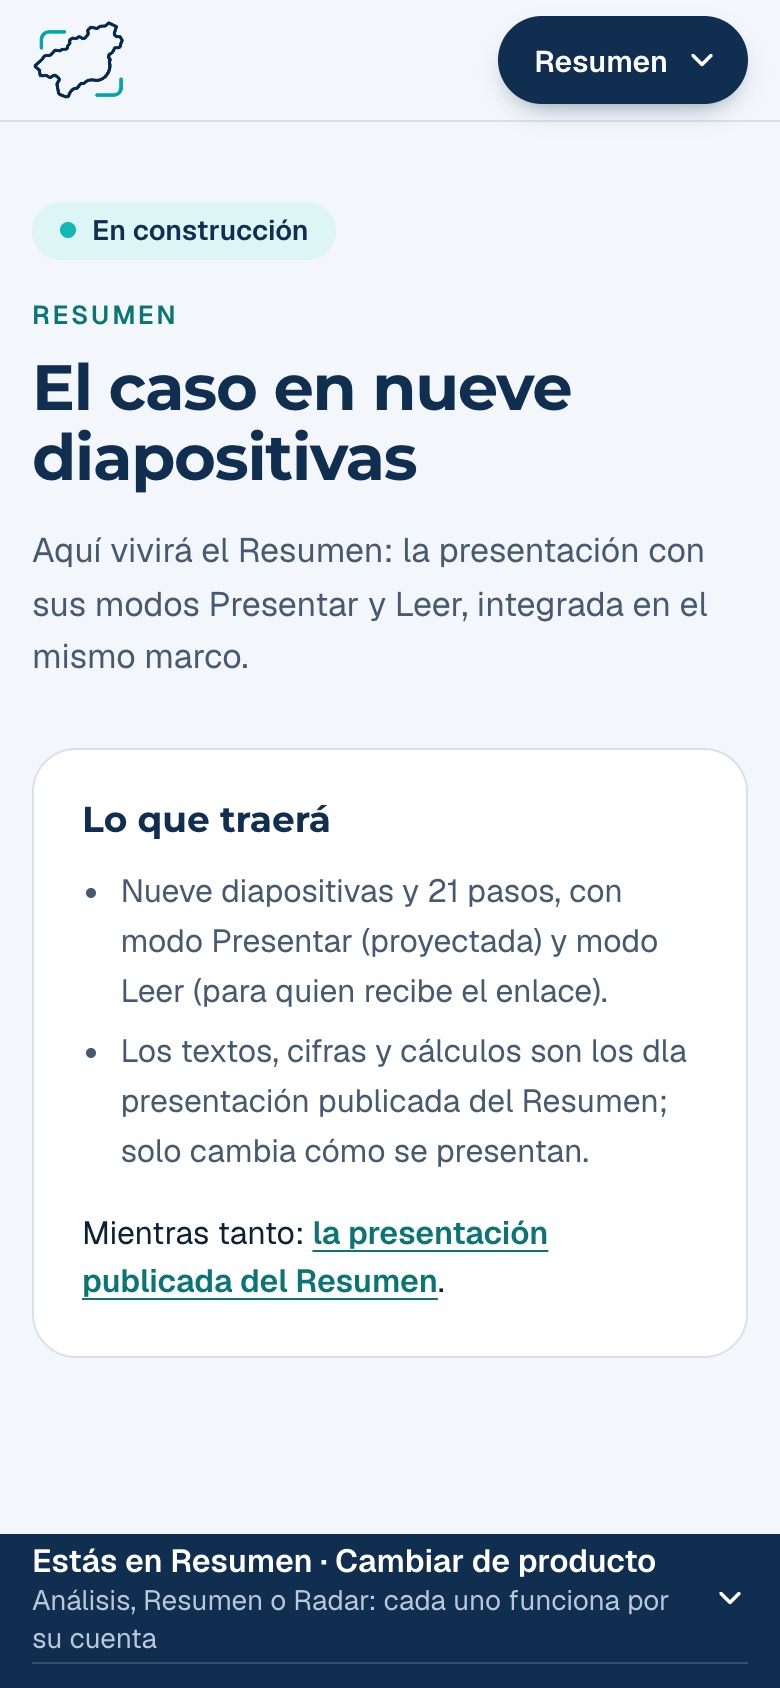 Resumen
En construcción
RESUMEN
El caso en nueve
diapositivas
Aquí vivirá el Resumen: la presentación con
sus modos Presentar y Leer, integrada en el
mismo marco.
Lo que traerá
• Nueve diapositivas y 21 pasos, con
modo Presentar (proyectada) y modo
Leer (para quien recibe el enlace).
• Los textos, cifras y cálculos son los dla
presentación publicada del Resumen;
solo cambia cómo se presentan.
Mientras tanto: la presentación
publicada del Resumen.
Estás en Resumen · Cambiar de producto
Análisis, Resumen o Radar: cada uno funciona por
su cuenta